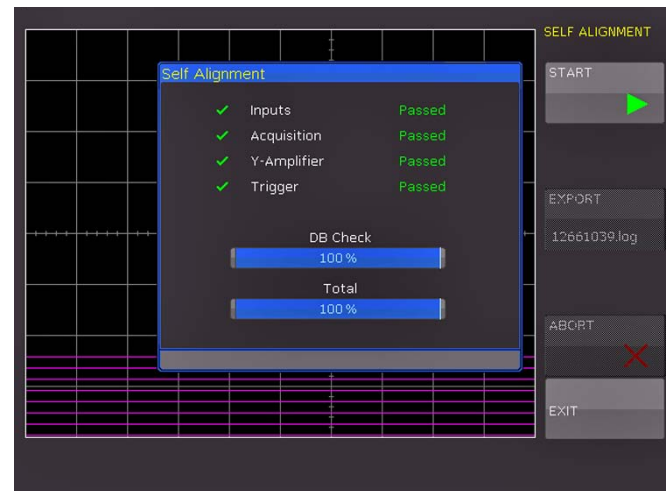 SELF ALIGNMENT
Self Alignment
START
Inputs Passed
Acquisition Passed
Y-Amplifier Passed
Trigger Passed
EXPORT
12661039.log
DB Check
100 %
Total
100 %
ABORT
EXIT